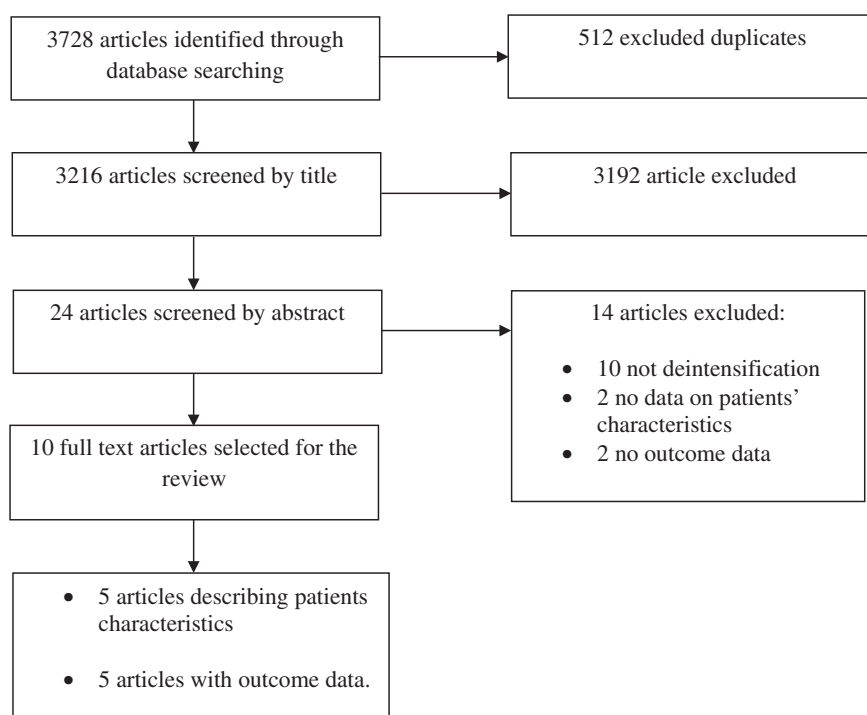 3728 articles identified through
database searching
512 excluded duplicates
3216 articles screened by title
3192 article excluded
24 articles screened by abstract
14 articles excluded:
• 10 not deintensification
• 2 no data on patients’
characteristics
• 2 no outcome data
10 full text articles selected for the
review
• 5 articles describing patients
characteristics
• 5 articles with outcome data.